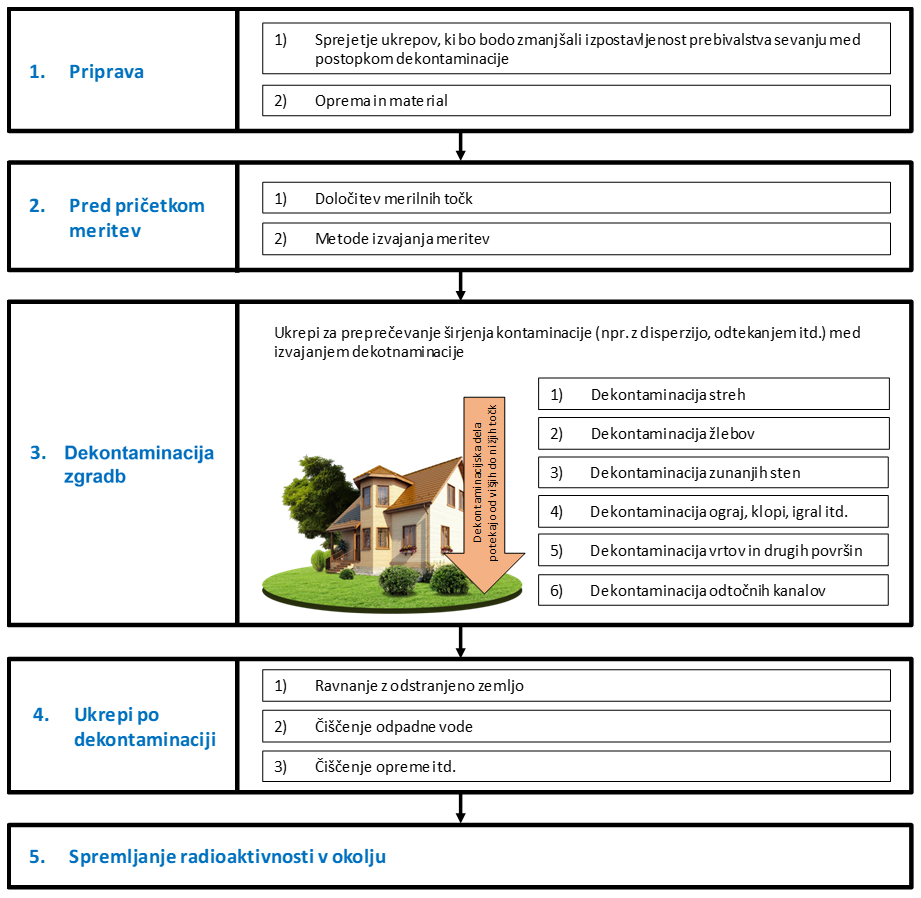 1. Priprava
1) Sprejetje ukrepov, ki bo bodo zmanjšali izpostavljenost prebivalstva sevanju med
postopkom dekontaminacije
2) Oprema in material
2. Pred pričetkom
meritev
1) Določitev merilnih točk
2) Metode izvajanja meritev
3. Dekontaminacija
zgradb
Ukrepi za preprečevanje širjenja kontaminacije (npr. z disperzijo, odtekanjem itd.) med
izvajanjem dekotnaminacije
Dekontaminacijska dela
potekajo od višjih do nižjih točk
1) Dekontaminacija streh
2) Dekontaminacija žlebov
3) Dekontaminacija zunanjih sten
4) Dekontaminacija ograj, klopi, igral itd.
5) Dekontaminacija vrtov in drugih površin
6) Dekontaminacija odtočnih kanalov
4. Ukrepi po
dekontaminaciji
1) Ravnanje z odstranjeno zemljo
2) Čiščenje odpadne vode
3) Čiščenje opreme itd.
5. Spremljanje radioaktivnosti v okolju